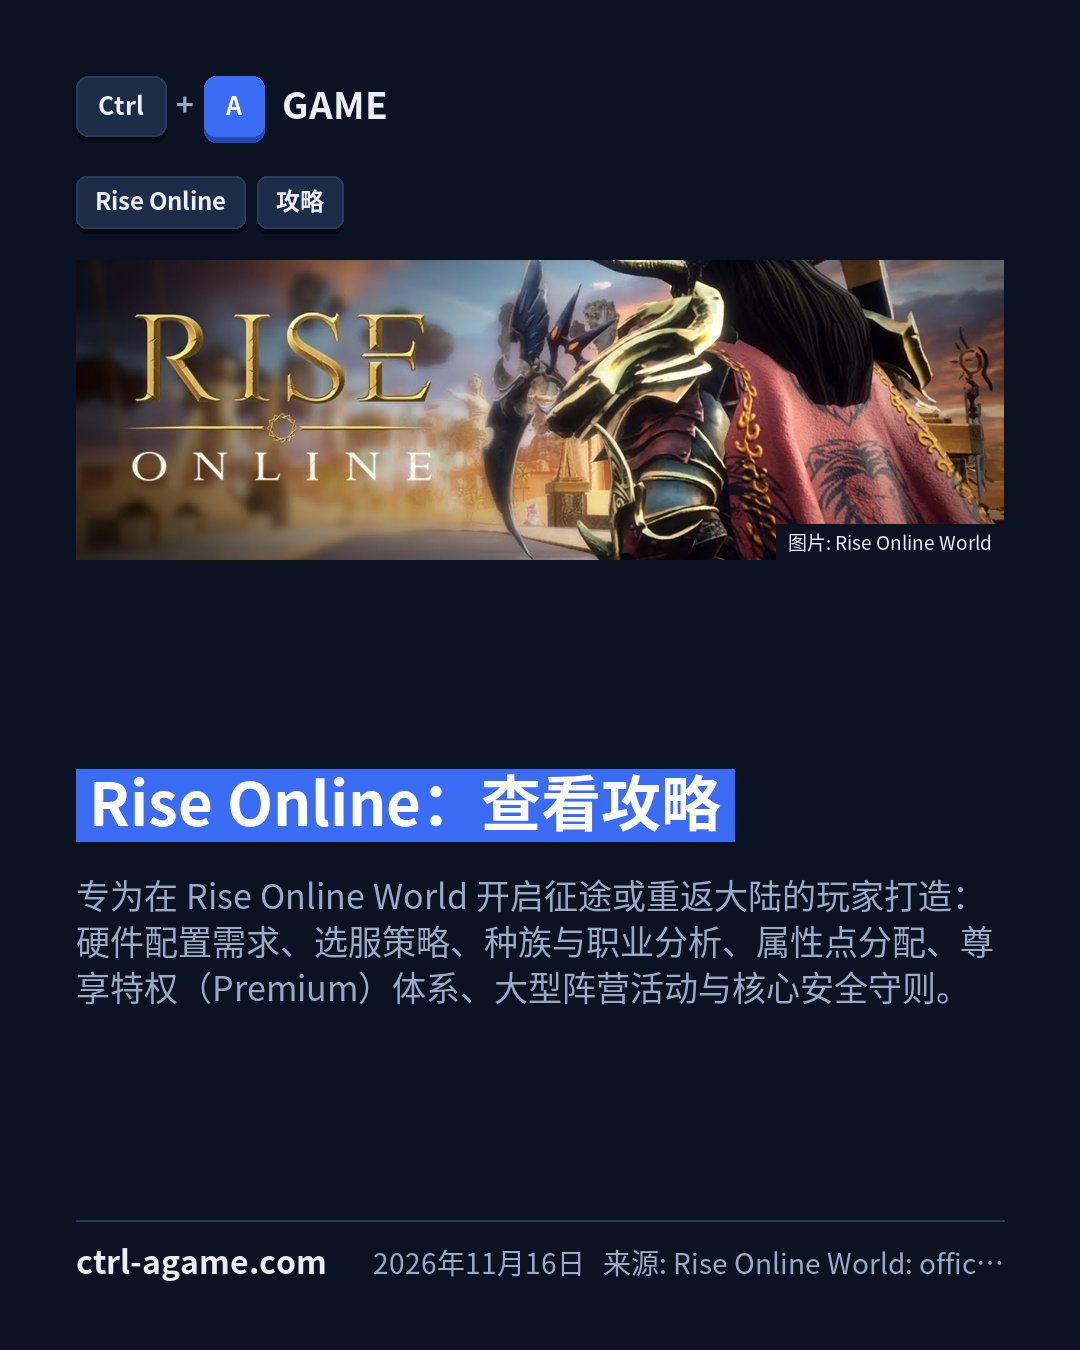 Ctrl + A GAME
Rise Online 攻略
RISE
ONLINE
图片: Rise Online World
Rise Online：查看攻略
专为在 Rise Online World 开启征途或重返大陆的玩家打造：
硬件配置需求、选服策略、种族与职业分析、属性点分配、尊
享特权（Premium）体系、大型阵营活动与核心安全守则。
ctrl-agame.com 2026年11月16日 来源: Rise Online World: offic…